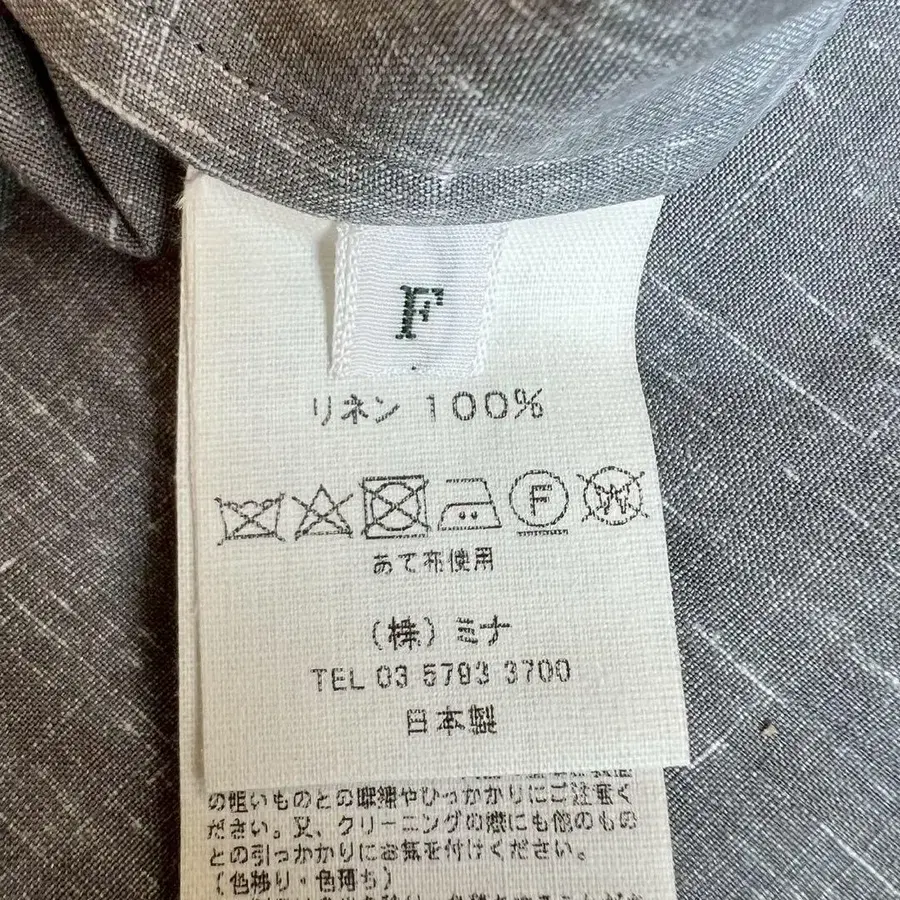 F
リネン 100%
F
W
あて布使用
(株) ミナ
TEL 03 5793 3700
日本製
の粗いものとの摩擦やひっかかりにご注意く
ださい。又、クリーニングの際にも他のもの
との引っかかりにお気を付けください。
(色移り・色落ち)